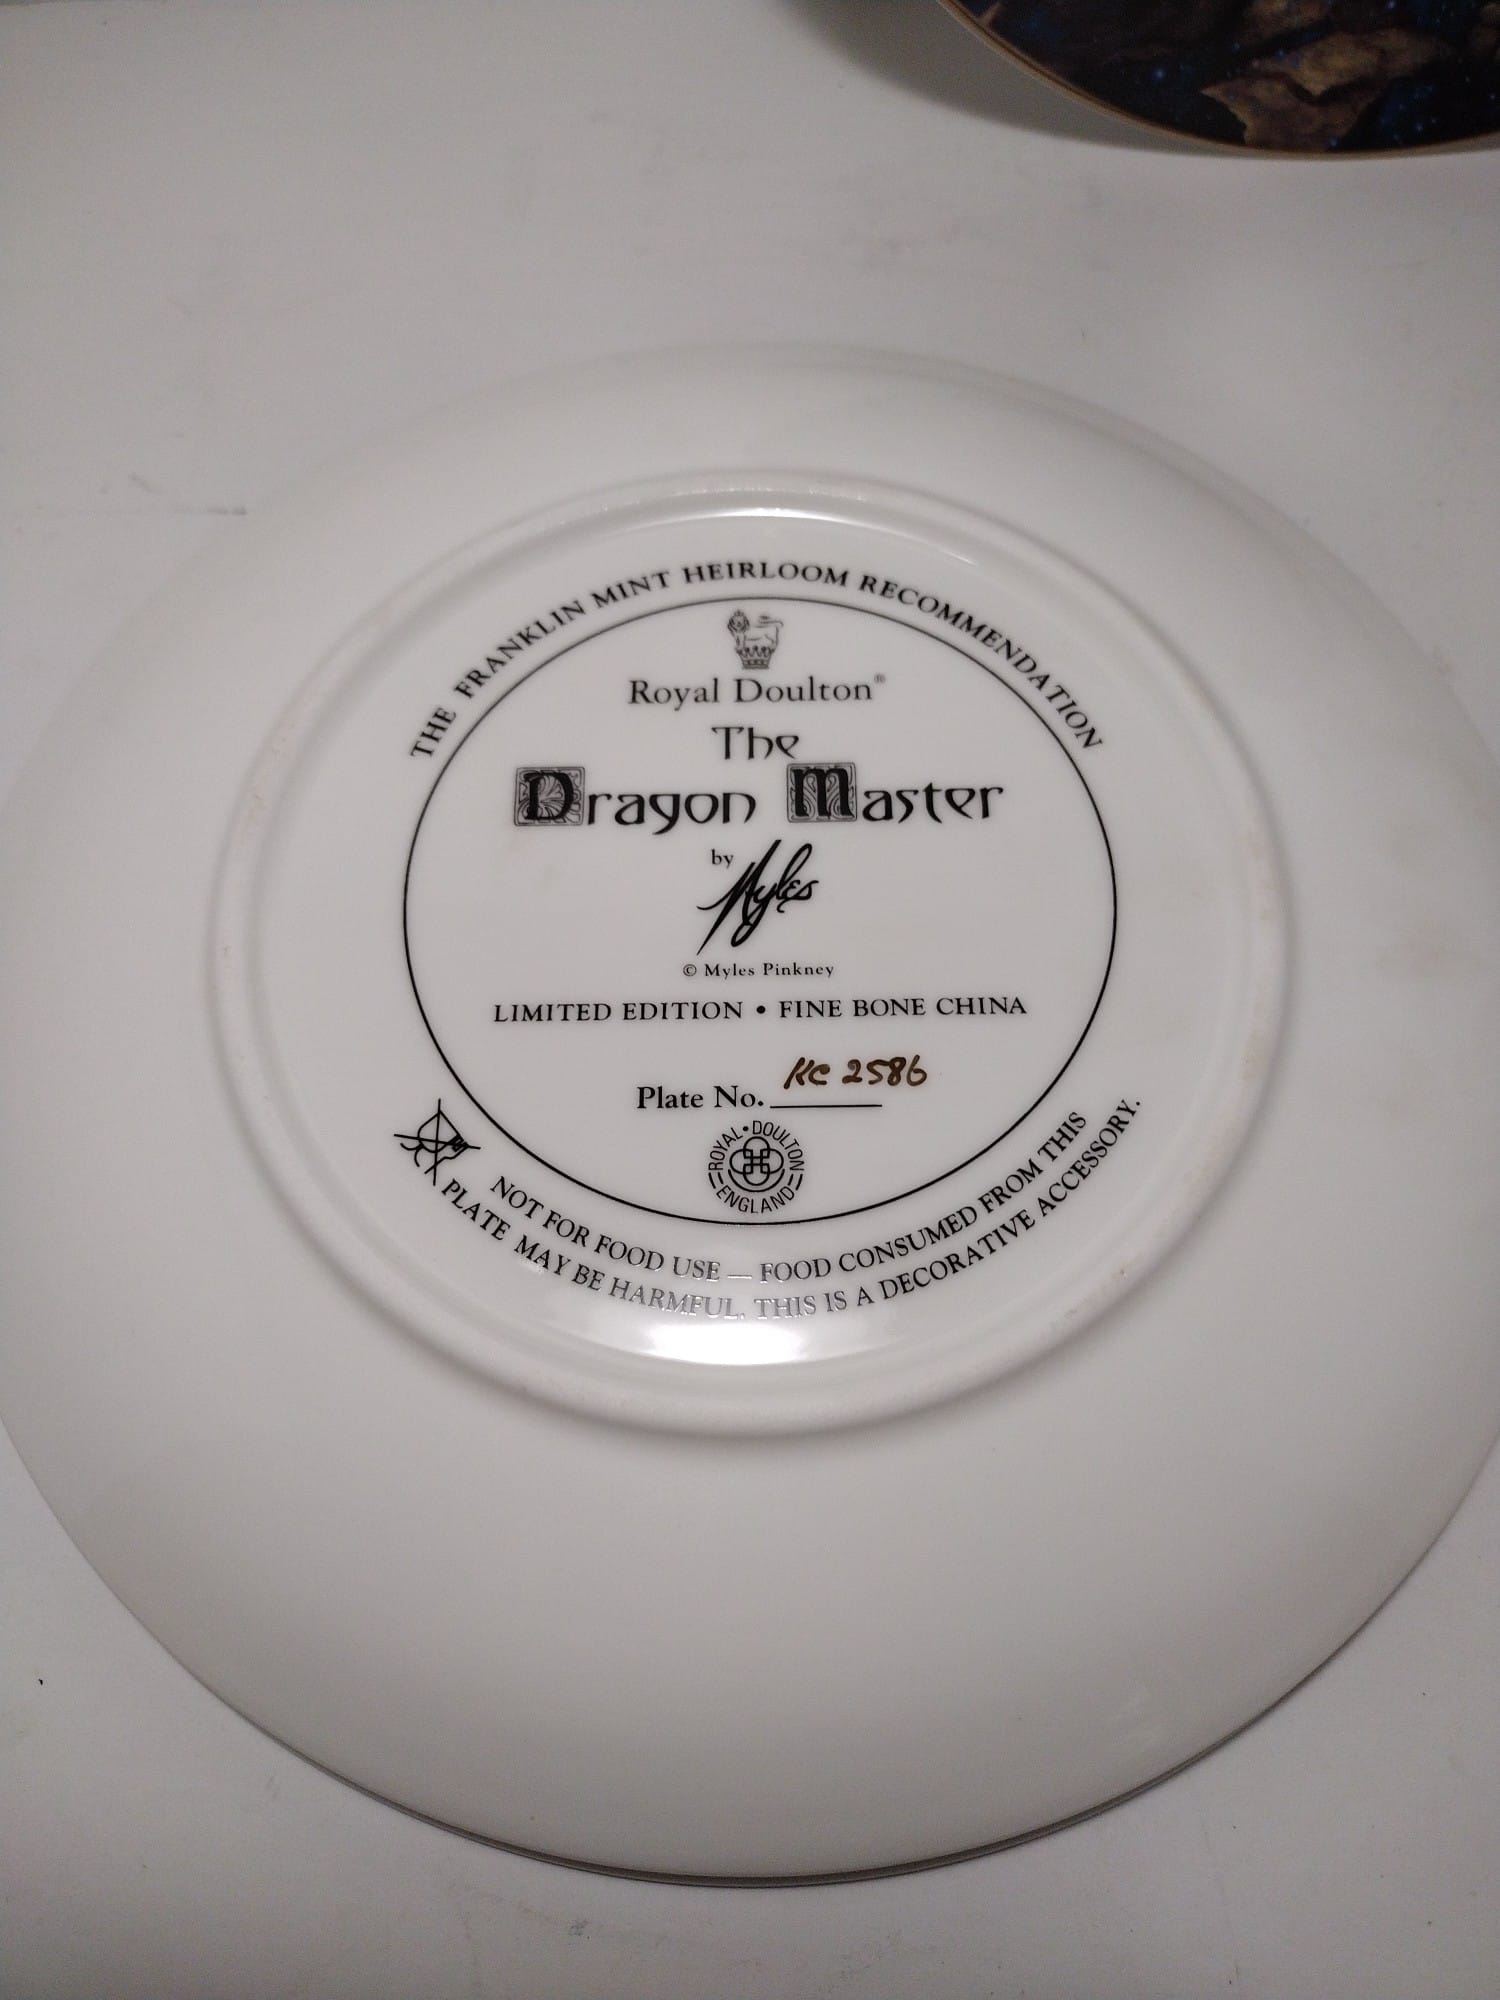 THE FRANKLIN MINT HEIRLOOM RECOMMENDATION
Royal Doulton®
The
Dragon Master
by Myles
© Myles Pinkney
LIMITED EDITION • FINE BONE CHINA
Plate No. KC 2586
ROYAL • DOULTON
ENGLAND
NOT FOR FOOD USE — FOOD CONSUMED FROM THIS
PLATE MAY BE HARMFUL. THIS IS A DECORATIVE ACCESSORY.